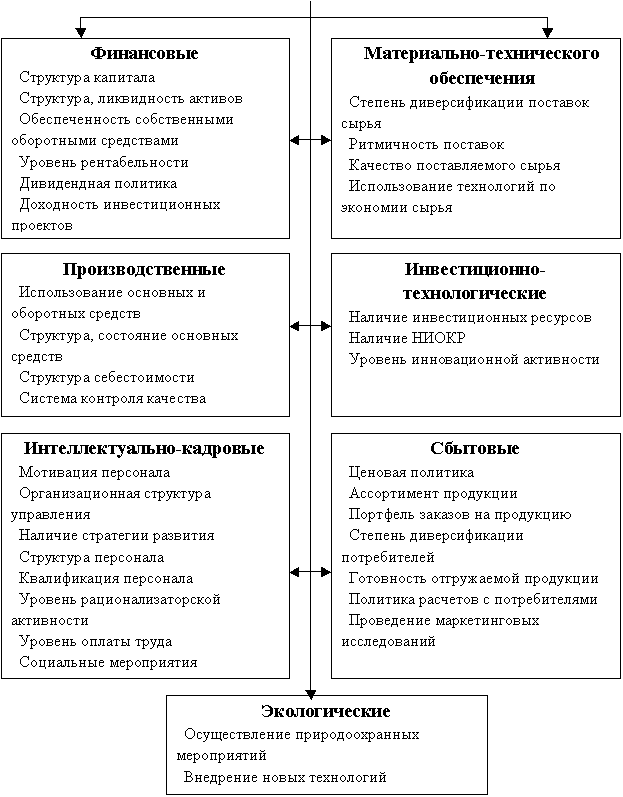 Финансовые
Структура капитала
Структура, ликвидность активов
Обеспеченность собственными
оборотными средствами
Уровень рентабельности
Дивидендная политика
Доходность инвестиционных
проектов
Материально-технического
обеспечения
Степень диверсификации поставок
сырья
Ритмичность поставок
Качество поставляемого сырья
Использование технологий по
экономии сырья
Производственные
Использование основных и
оборотных средств
Структура, состояние основных
средств
Структура себестоимости
Система контроля качества
Инвестиционно-
технологические
Наличие инвестиционных ресурсов
Наличие НИОКР
Уровень инновационной активности
Интеллектуально-кадровые
Мотивация персонала
Организационная структура
управления
Наличие стратегии развития
Структура персонала
Квалификация персонала
Уровень рационализаторской
активности
Уровень оплаты труда
Социальные мероприятия
Сбытовые
Ценовая политика
Ассортимент продукции
Портфель заказов на продукцию
Степень диверсификации
потребителей
Готовность отгружаемой продукции
Политика расчетов с потребителями
Проведение маркетинговых
исследований
Экологические
Осуществление природоохранных
мероприятий
Внедрение новых технологий